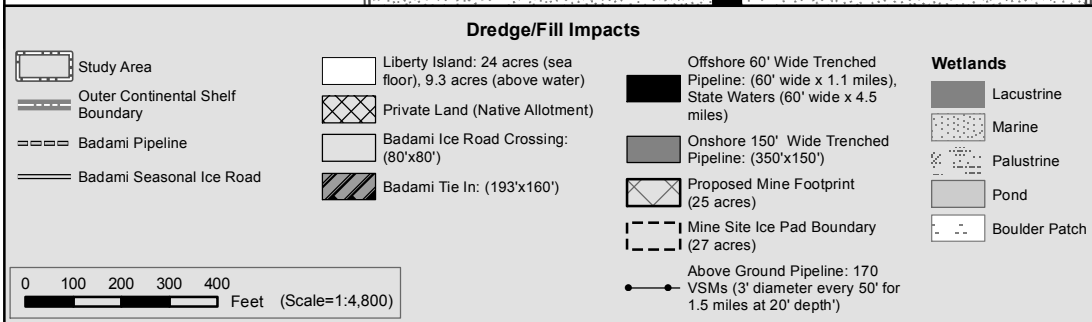 Dredge/Fill Impacts
Study Area
Outer Continental Shelf
Boundary
Badami Pipeline
Badami Seasonal Ice Road
Liberty Island: 24 acres (sea
floor), 9.3 acres (above water)
Private Land (Native Allotment)
Badami Ice Road Crossing:
(80'x80')
Badami Tie In: (193'x160')
Offshore 60' Wide Trenched
Pipeline: (60' wide x 1.1 miles),
State Waters (60' wide x 4.5
miles)
Onshore 150' Wide Trenched
Pipeline: (350'x150')
Proposed Mine Footprint
(25 acres)
Mine Site Ice Pad Boundary
(27 acres)
Above Ground Pipeline: 170
VSMs (3' diameter every 50' for
1.5 miles at 20' depth')
Wetlands
Lacustrine
Marine
Palustrine
Pond
Boulder Patch
0 100 200 300 400
Feet (Scale=1:4,800)